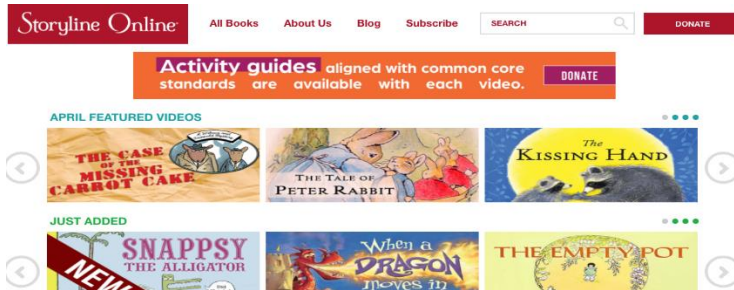 Storyline Online
All Books About Us Blog Subscribe SEARCH DONATE
Activity guides aligned with common core
standards are available with each video.
DONATE
APRIL FEATURED VIDEOS
THE CASE
OF THE
MISSING
CARROT CAKE
THE TALE OF
PETER RABBIT
The
KISSING HAND
JUST ADDED
NEW
SNAPPSY
THE ALLIGATOR
When a
DRAGON
moves in
THE EMPTY POT